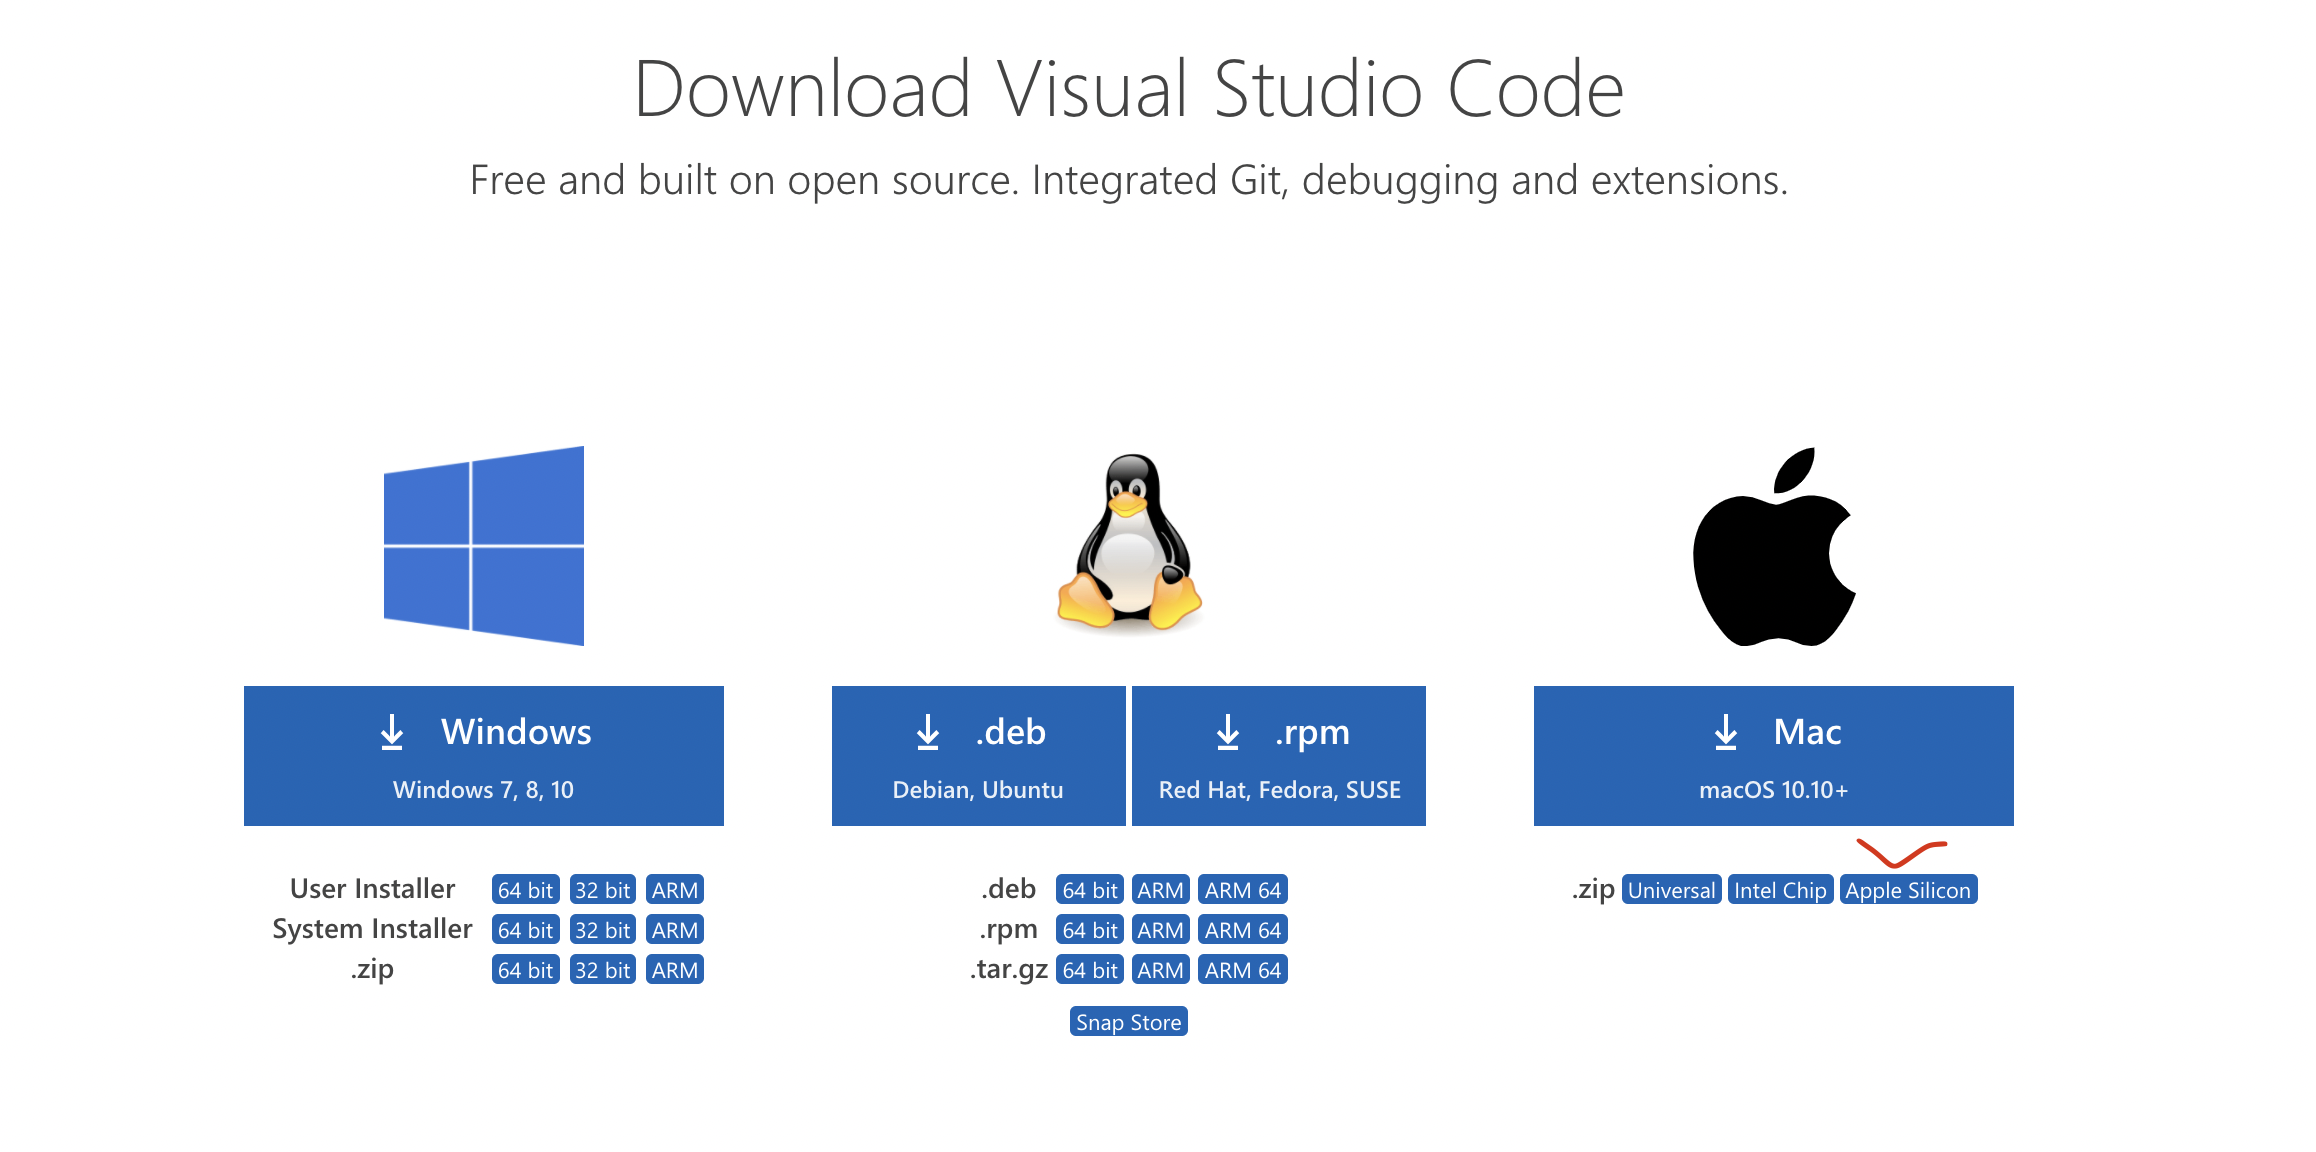 Download Visual Studio Code
Free and built on open source. Integrated Git, debugging and extensions.
Windows
Windows 7, 8, 10
User Installer 64 bit 32 bit ARM
System Installer 64 bit 32 bit ARM
.zip 64 bit 32 bit ARM
.deb
Debian, Ubuntu
.rpm
Red Hat, Fedora, SUSE
.deb 64 bit ARM ARM 64
.rpm 64 bit ARM ARM 64
.tar.gz 64 bit ARM ARM 64
Snap Store
Mac
macOS 10.10+
.zip Universal Intel Chip Apple Silicon